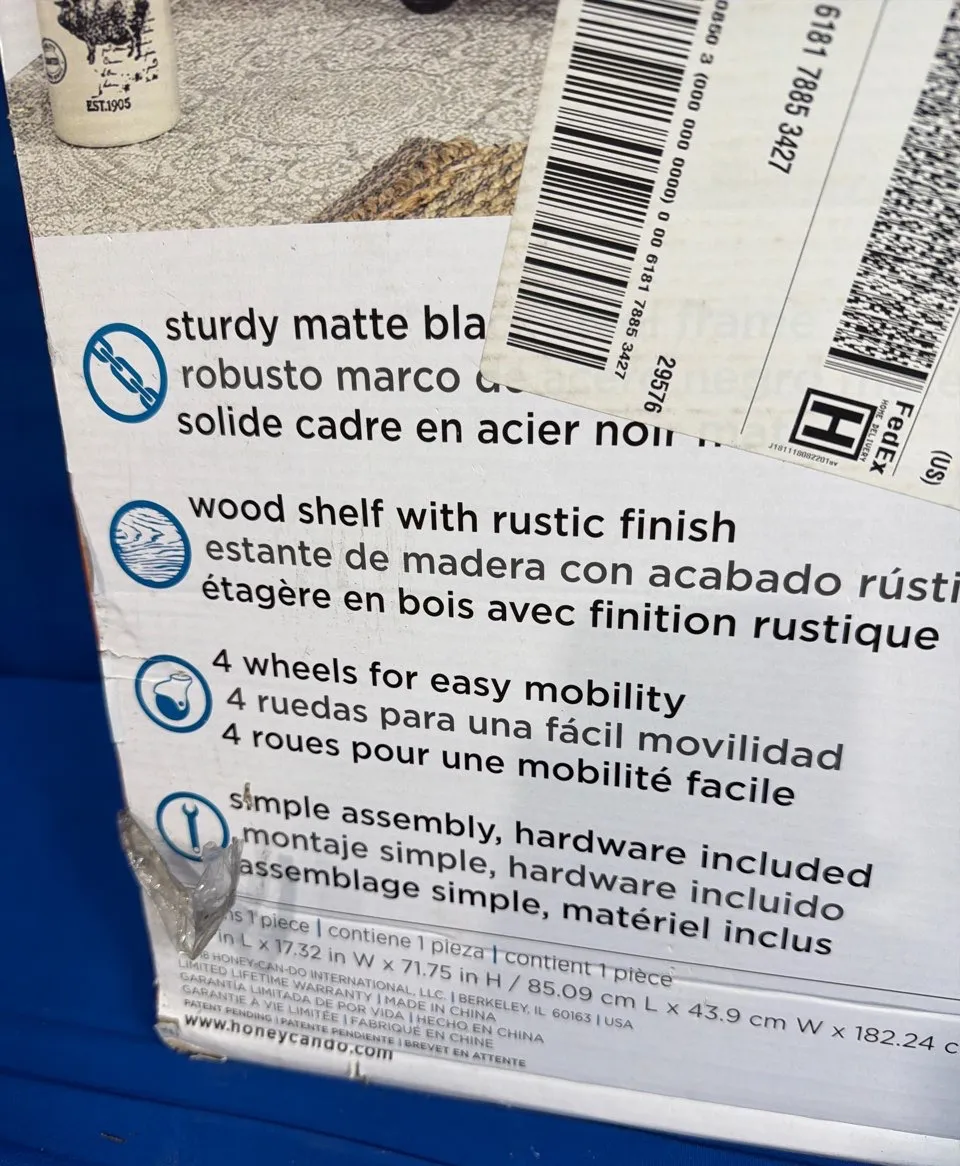 EST.1905
0850 3 (000 000 0000) 0 00 6181 7885 3427
6181 7885 3427
29576
FedEx
HOME DELIVERY
H
(US)
sturdy matte bla
robusto marco
solide cadre en acier noir
wood shelf with rustic finish
estante de madera con acabado rústi
étagère en bois avec finition rustique
4 wheels for easy mobility
4 ruedas para una fácil movilidad
4 roues pour une mobilité facile
simple assembly, hardware included
montaje simple, hardware incluido
assemblage simple, matériel inclus
ns 1 piece | contiene 1 pieza | contient 1 pièce
in L x 17.32 in W x 71.75 in H / 85.09 cm L x 43.9 cm W x 182.24 c
HONEY-CAN-DO INTERNATIONAL, LLC. | BERKELEY, IL 60163 | USA
LIMITED LIFETIME WARRANTY | MADE IN CHINA
GARANTÍA LIMITADA DE POR VIDA | HECHO EN CHINA
GARANTIE À VIE LIMITÉE | FABRIQUÉ EN CHINE
PATENT PENDING | PATENTE PENDIENTE | BREVET EN ATTENTE
www.honeycando.com